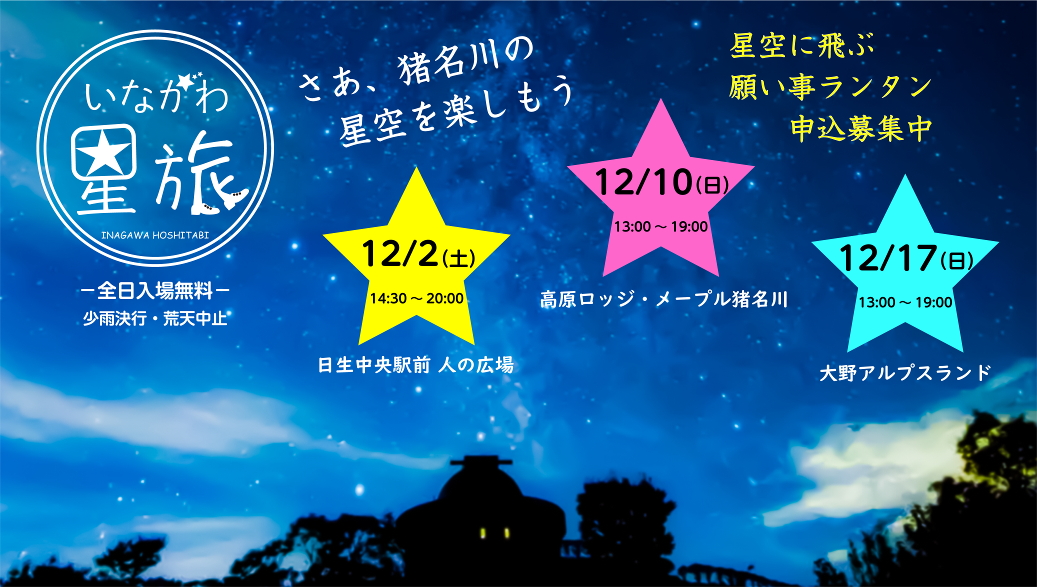 いながわ
星旅
INAGAWA HOSHITABI
－全日入場無料－
少雨決行・荒天中止
さあ、猪名川の
星空を楽しもう
星空に飛ぶ
願い事ランタン
申込募集中
12/2(土)
14:30 ～ 20:00
日生中央駅前 人の広場
12/10(日)
13:00 ～ 19:00
高原ロッジ・メープル猪名川
12/17(日)
13:00 ～ 19:00
大野アルプスランド